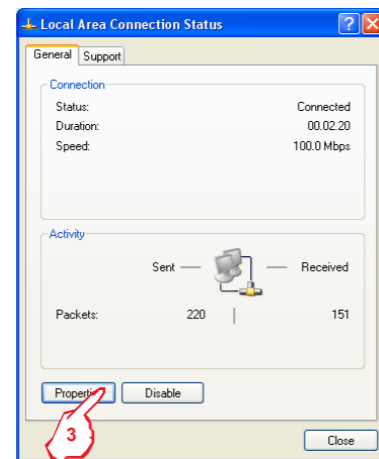 Local Area Connection Status
General Support
Connection
Status: Connected
Duration: 00.02.20
Speed: 100.0 Mbps
Activity
Sent — — Received
Packets: 220 | 151
Disable
3
Close